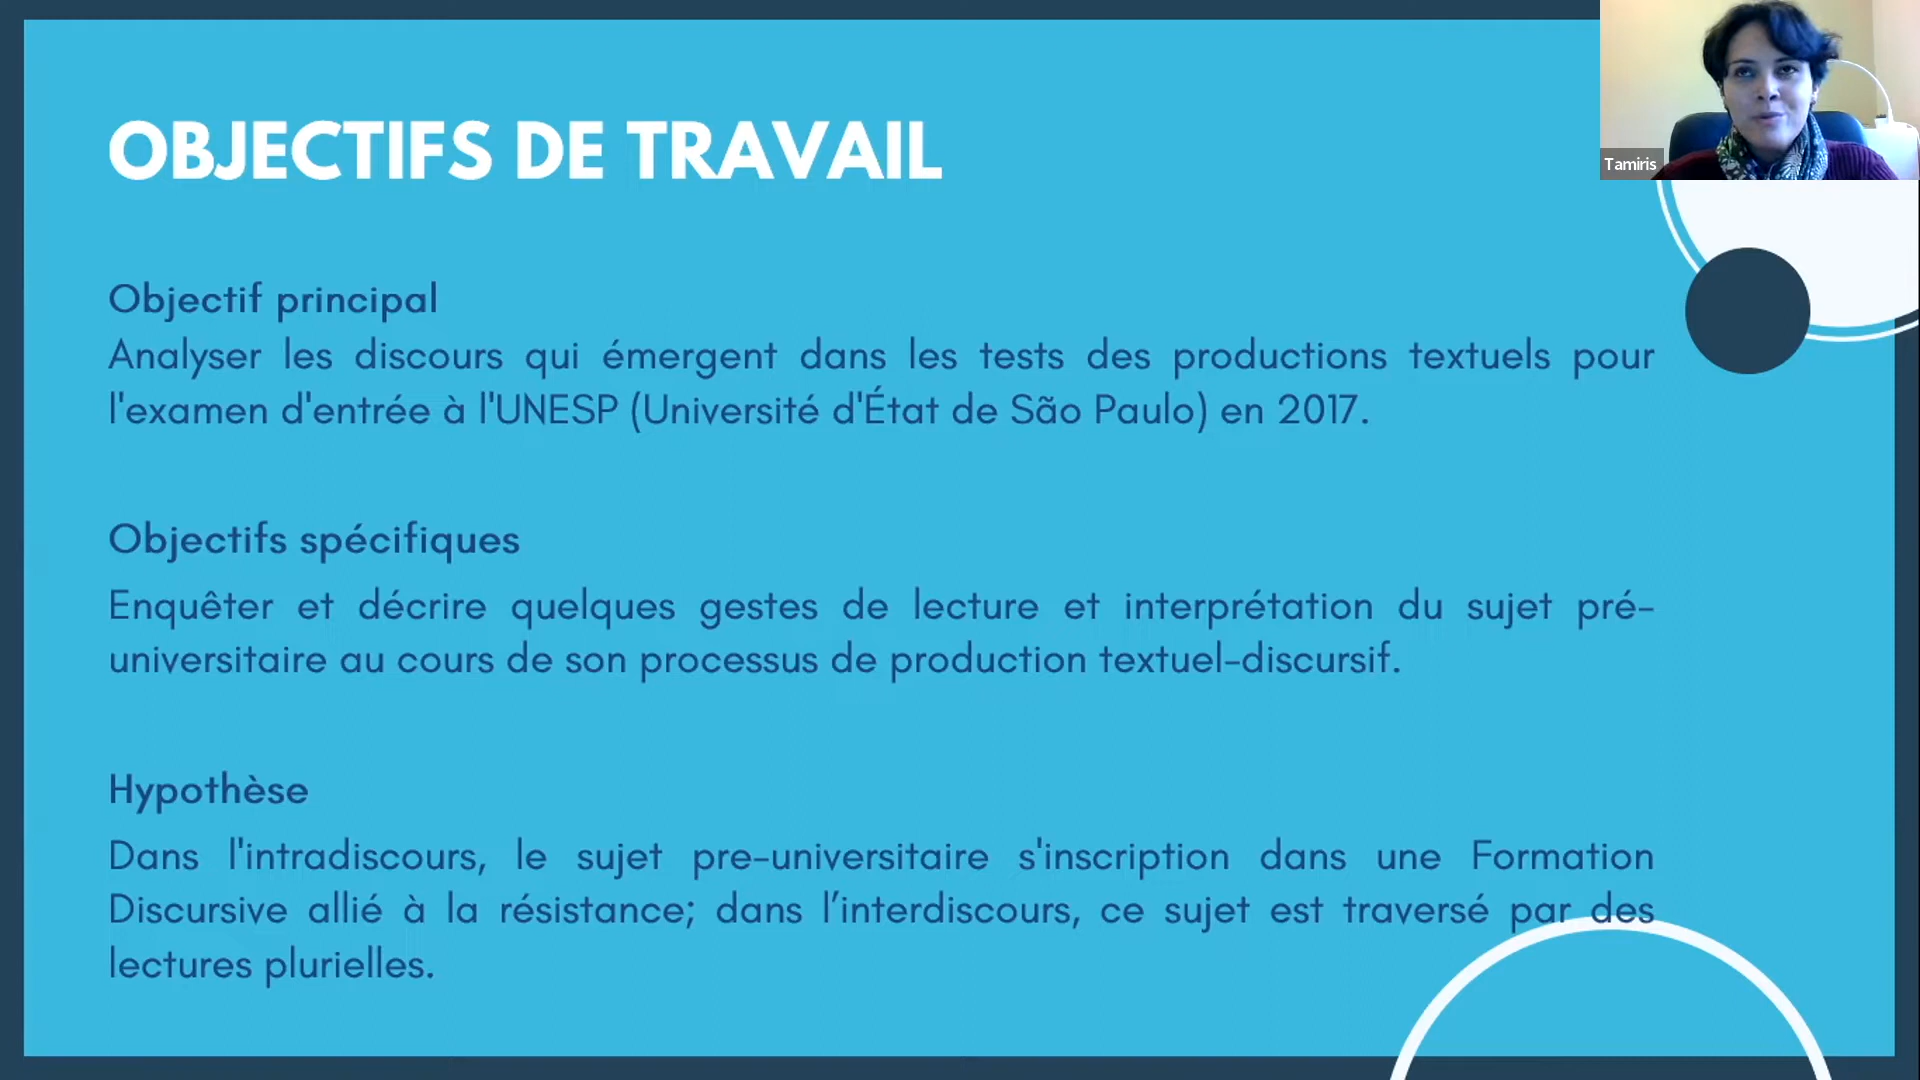 OBJECTIFS DE TRAVAIL
Tamiris
Objectif principal
Analyser les discours qui émergent dans les tests des productions textuels pour
l'examen d'entrée à l'UNESP (Université d'État de São Paulo) en 2017.
Objectifs spécifiques
Enquêter et décrire quelques gestes de lecture et interprétation du sujet pré-
universitaire au cours de son processus de production textuel-discursif.
Hypothèse
Dans l'intradiscours, le sujet pre-universitaire s'inscription dans une Formation
Discursive allié à la résistance; dans l’interdiscours, ce sujet est traversé par des
lectures plurielles.